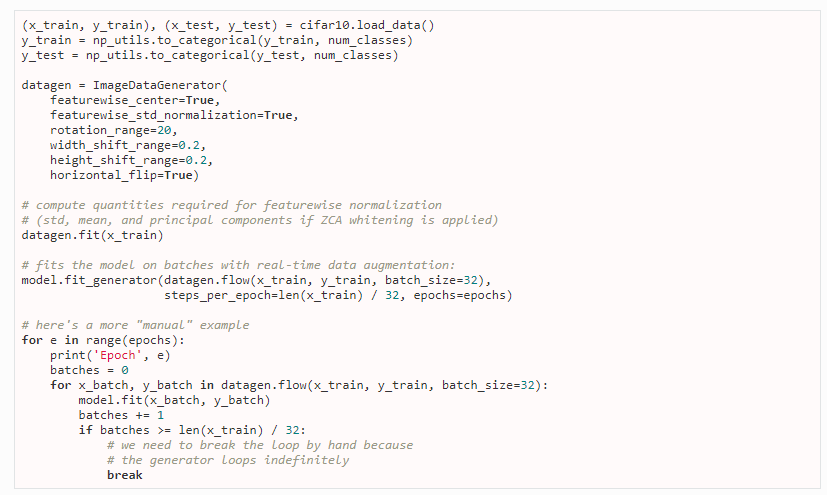 (x_train, y_train), (x_test, y_test) = cifar10.load_data()
y_train = np_utils.to_categorical(y_train, num_classes)
y_test = np_utils.to_categorical(y_test, num_classes)

datagen = ImageDataGenerator(
    featurewise_center=True,
    featurewise_std_normalization=True,
    rotation_range=20,
    width_shift_range=0.2,
    height_shift_range=0.2,
    horizontal_flip=True)

# compute quantities required for featurewise normalization
# (std, mean, and principal components if ZCA whitening is applied)
datagen.fit(x_train)

# fits the model on batches with real-time data augmentation:
model.fit_generator(datagen.flow(x_train, y_train, batch_size=32),
                    steps_per_epoch=len(x_train) / 32, epochs=epochs)

# here's a more "manual" example
for e in range(epochs):
    print('Epoch', e)
    batches = 0
    for x_batch, y_batch in datagen.flow(x_train, y_train, batch_size=32):
        model.fit(x_batch, y_batch)
        batches += 1
        if batches >= len(x_train) / 32:
            # we need to break the loop by hand because
            # the generator loops indefinitely
            break